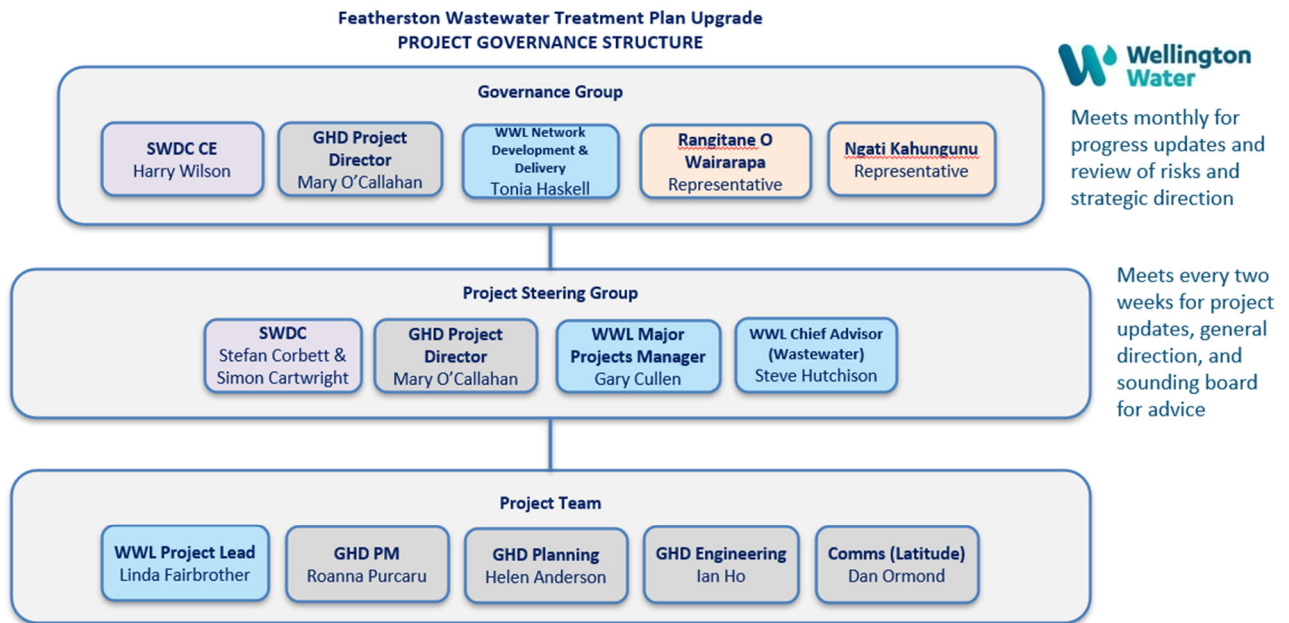 Featherston Wastewater Treatment Plan Upgrade
PROJECT GOVERNANCE STRUCTURE
Wellington
Water
Governance Group
SWDC CE
Harry Wilson
GHD Project
Director
Mary O'Callahan
WWL Network
Development &
Delivery
Tonia Haskell
Rangitane O
Wairarapa
Representative
Ngati Kahungunu
Representative
Meets monthly for
progress updates and
review of risks and
strategic direction
Project Steering Group
SWDC
Stefan Corbett &
Simon Cartwright
GHD Project
Director
Mary O'Callahan
WWL Major
Projects Manager
Gary Cullen
WWL Chief Advisor
(Wastewater)
Steve Hutchison
Meets every two
weeks for project
updates, general
direction, and
sounding board
for advice
Project Team
WWL Project Lead
Linda Fairbrother
GHD PM
Roanna Purcaru
GHD Planning
Helen Anderson
GHD Engineering
Ian Ho
Comms (Latitude)
Dan Ormond